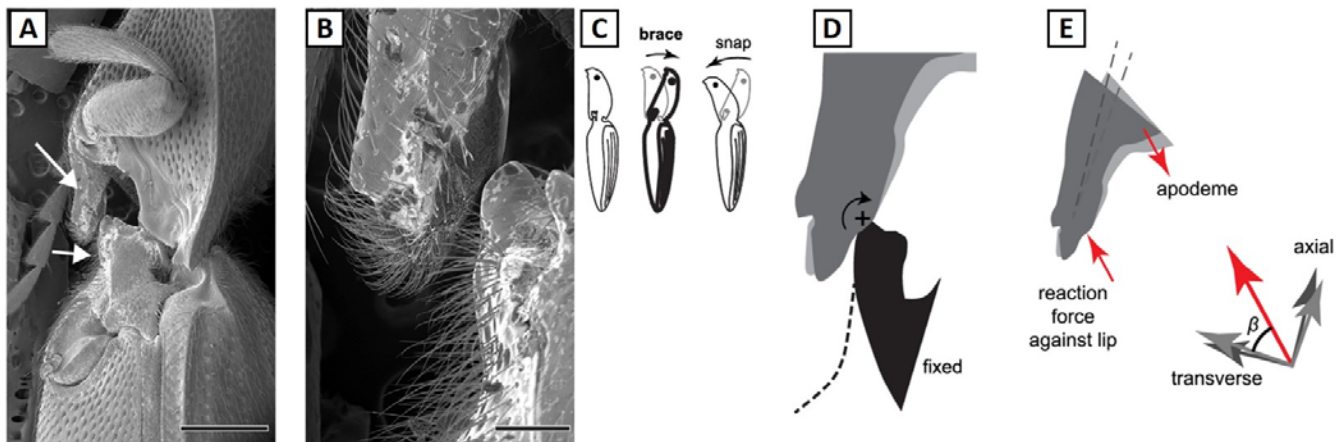 A
B
C
brace
snap
D
fixed
E
apodeme
reaction
force
against lip
axial
β
transverse